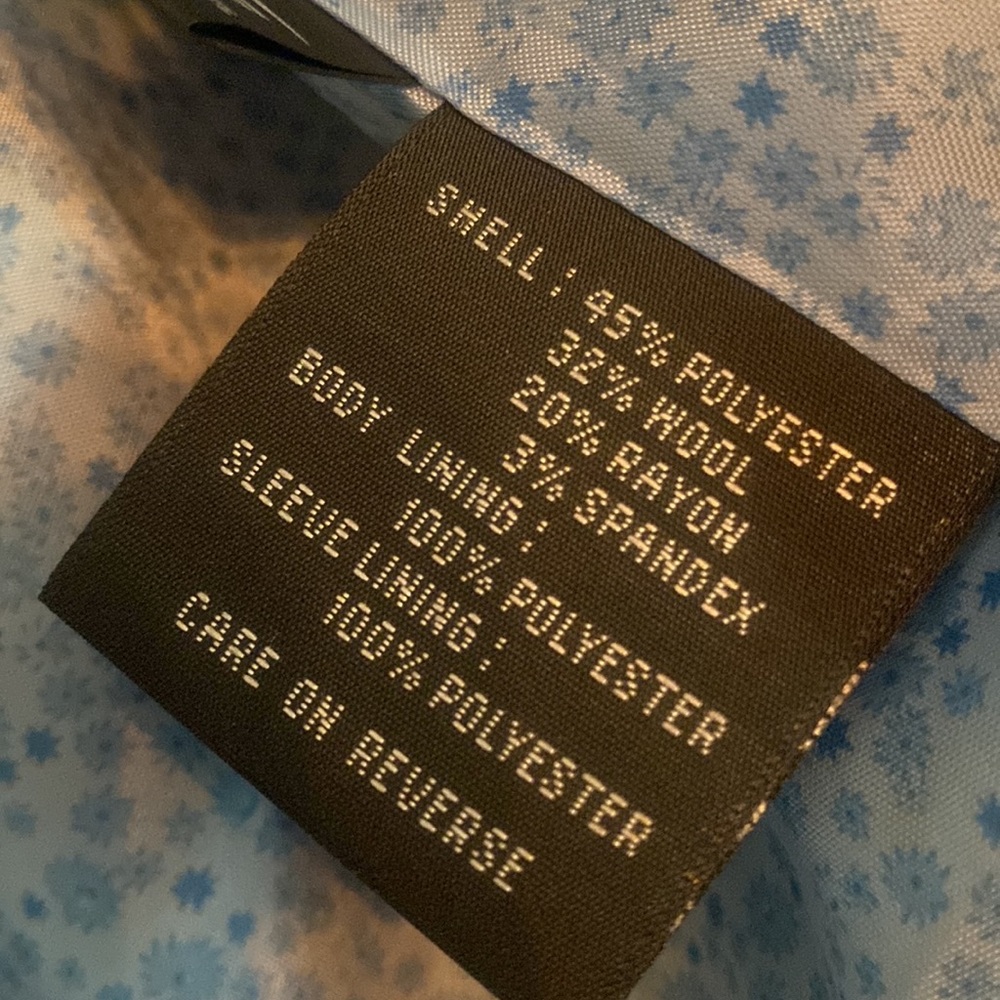 SHELL: 45% POLYESTER
32% WOOL
20% RAYON
3% SPANDEX
BODY LINING:
100% POLYESTER
SLEEVE LINING:
100% POLYESTER
CARE ON REVERSE